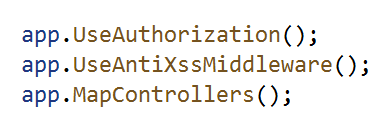 app.UseAuthorization();
app.UseAntiXssMiddleware();
app.MapControllers();